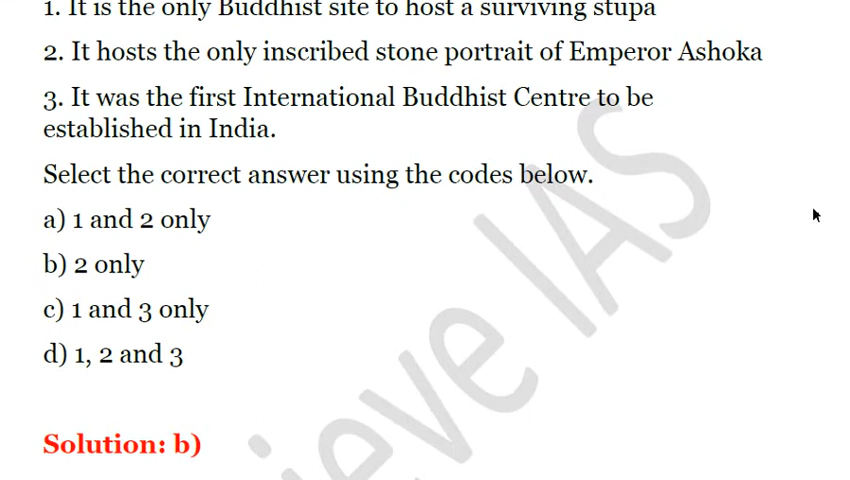 1. It is the only Buddhist site to host a surviving stupa
2. It hosts the only inscribed stone portrait of Emperor Ashoka
3. It was the first International Buddhist Centre to be
established in India.
Select the correct answer using the codes below.
a) 1 and 2 only
b) 2 only
c) 1 and 3 only
d) 1, 2 and 3
Solution: b)
ieve IAS